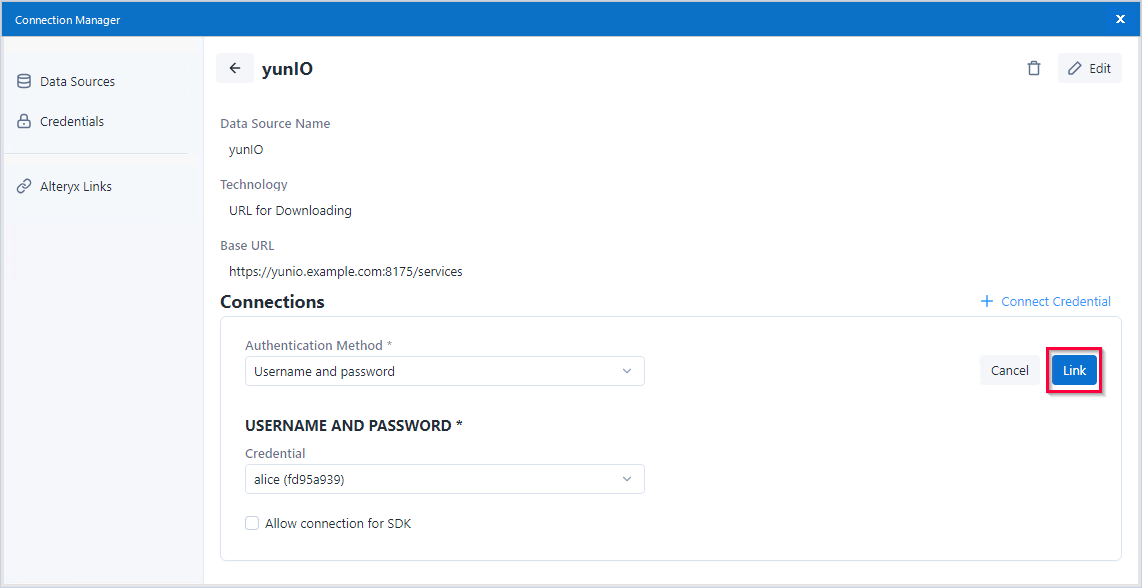 Connection Manager
x
Data Sources
Credentials
Alteryx Links
yunIO
Edit
Data Source Name
yunIO
Technology
URL for Downloading
Base URL
https://yunio.example.com:8175/services
Connections
+ Connect Credential
Authentication Method *
Username and password
Cancel
Link
USERNAME AND PASSWORD *
Credential
alice (fd95a939)
Allow connection for SDK